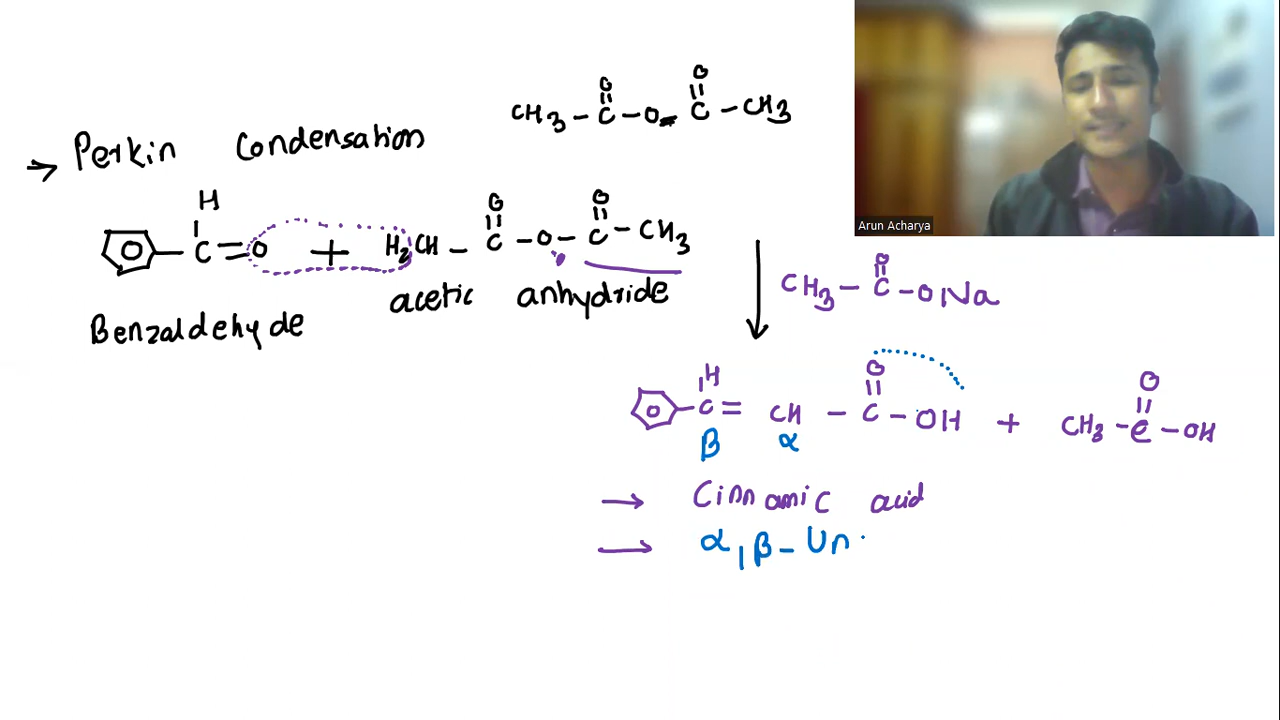 CH3 – C – O – C – CH3
O O
→ Perkin Condensation
H
C = O + H2CH – C – O – C – CH3
O O
acetic anhydride
Benzaldehyde
CH3 – C – ONa
O
H
C = CH – C – OH + CH3 – C – OH
O O
β α
→ Cinnamic acid
→ α, β – Un
Arun Acharya